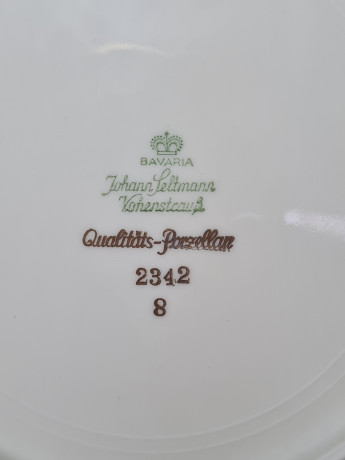 BAVARIA
Johann Seltmann
Vohenstrauß
Qualitäts-Porzellan
2342
8